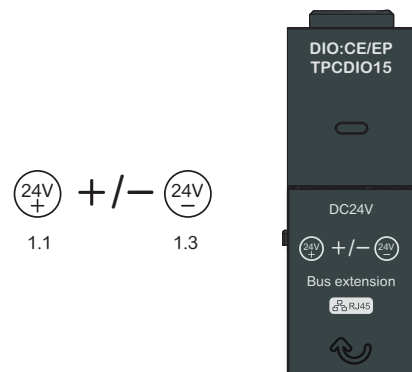 24V + +/− 24V −
1.1 1.3
DIO:CE/EP
TPCDIO15
DC24V
24V + +/− 24V −
Bus extension
RJ45